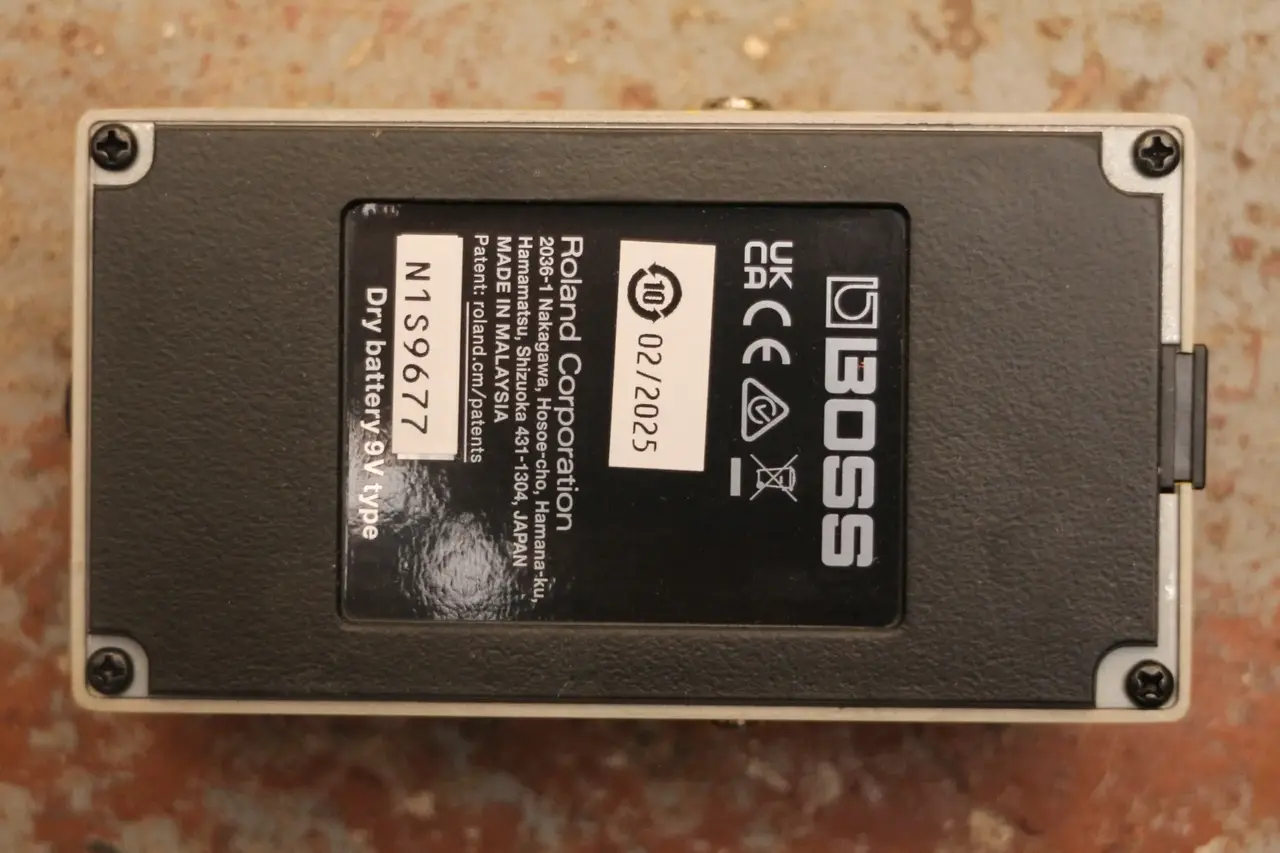 BOSS
UK
CA CE
10 02/2025
Roland Corporation
2036-1 Nakagawa, Hosoe-cho, Hamana-ku,
Hamamatsu, Shizuoka 431-1304, JAPAN
MADE IN MALAYSIA
Patent: roland.cm/patents
N1S9677
Dry battery 9V type